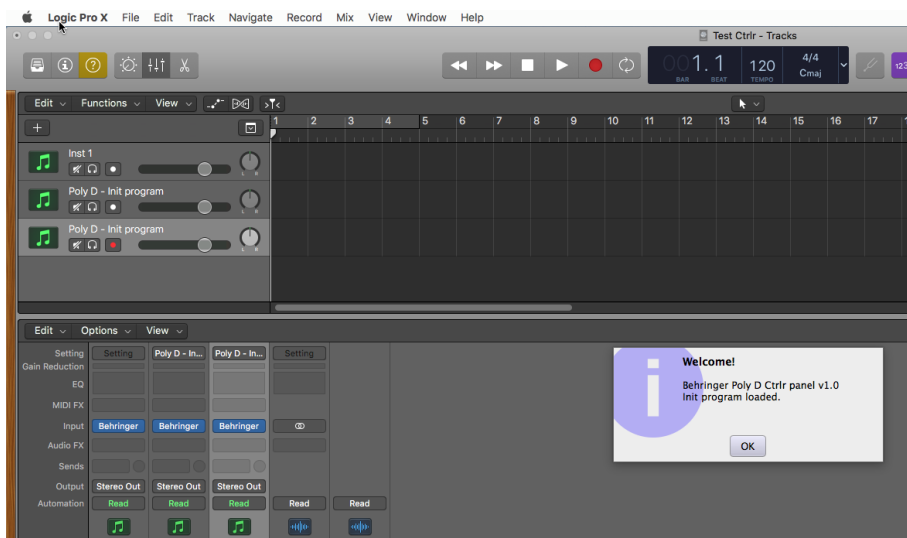 Logic Pro X File Edit Track Navigate Record Mix View Window Help
Test Ctrlr - Tracks
001.1 120 4/4 Cmaj
BAR BEAT TEMPO
123
Edit Functions View
1 2 3 4 5 6 7 8 9 10 11 12 13 14 15 16 17
Inst 1
L R
Poly D - Init program
L R
Poly D - Init program
L R
Edit Options View
Setting Setting Poly D - In... Poly D - In... Setting
Gain Reduction
EQ
MIDI FX
Input Behringer Behringer Behringer
Audio FX
Sends
Output Stereo Out Stereo Out Stereo Out
Automation Read Read Read Read Read
Welcome!
Behringer Poly D Ctrlr panel v1.0
Init program loaded.
OK